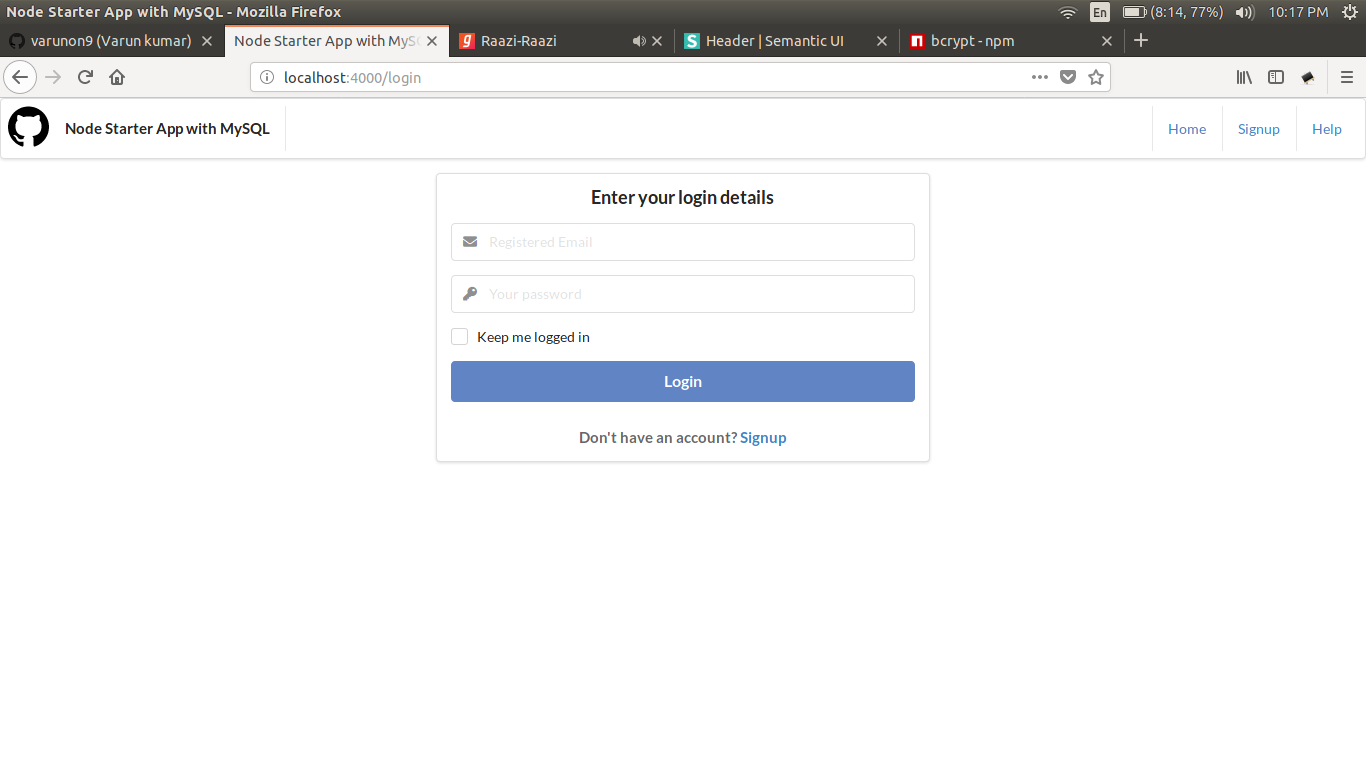 Node Starter App with MySQL - Mozilla Firefox
En (8:14, 77%) 10:17 PM
varunon9 (Varun kumar) Node Starter App with MyS Raazi-Raazi Header | Semantic UI bcrypt - npm
localhost:4000/login
Node Starter App with MySQL Home Signup Help
Enter your login details
Registered Email
Your password
Keep me logged in
Login
Don't have an account? Signup